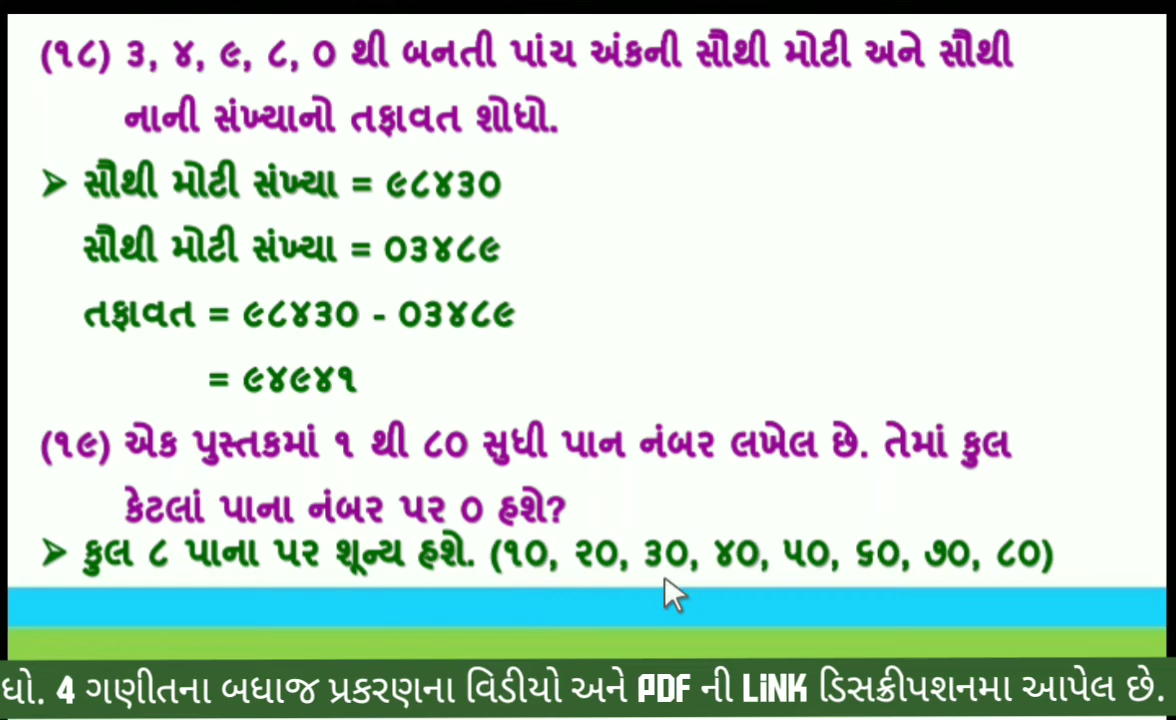 (૧૮) ૩, ૪, ૯, ૮, ૦ થી બનતી પાંચ અંકની સૌથી મોટી અને સૌથી
નાની સંખ્યાનો તફાવત શોધો.
➢ સૌથી મોટી સંખ્યા = ૯૮૪૩૦
સૌથી મોટી સંખ્યા = ૦૩૪૮૯
તફાવત = ૯૮૪૩૦ - ૦૩૪૮૯
= ૯૪૯૪૧
(૧૯) એક પુસ્તકમાં ૧ થી ૮૦ સુધી પાન નંબર લખેલ છે. તેમાં કુલ
કેટલાં પાના નંબર પર ૦ હશે?
➢ કુલ ૮ પાના પર શૂન્ય હશે. (૧૦, ૨૦, ૩૦, ૪૦, ૫૦, ૬૦, ૭૦, ૮૦)
ધો. 4 ગણીતના બધાજ પ્રકરણના વિડીયો અને PDF ની LiNK ડિસક્રીપશનમા આપેલ છે.